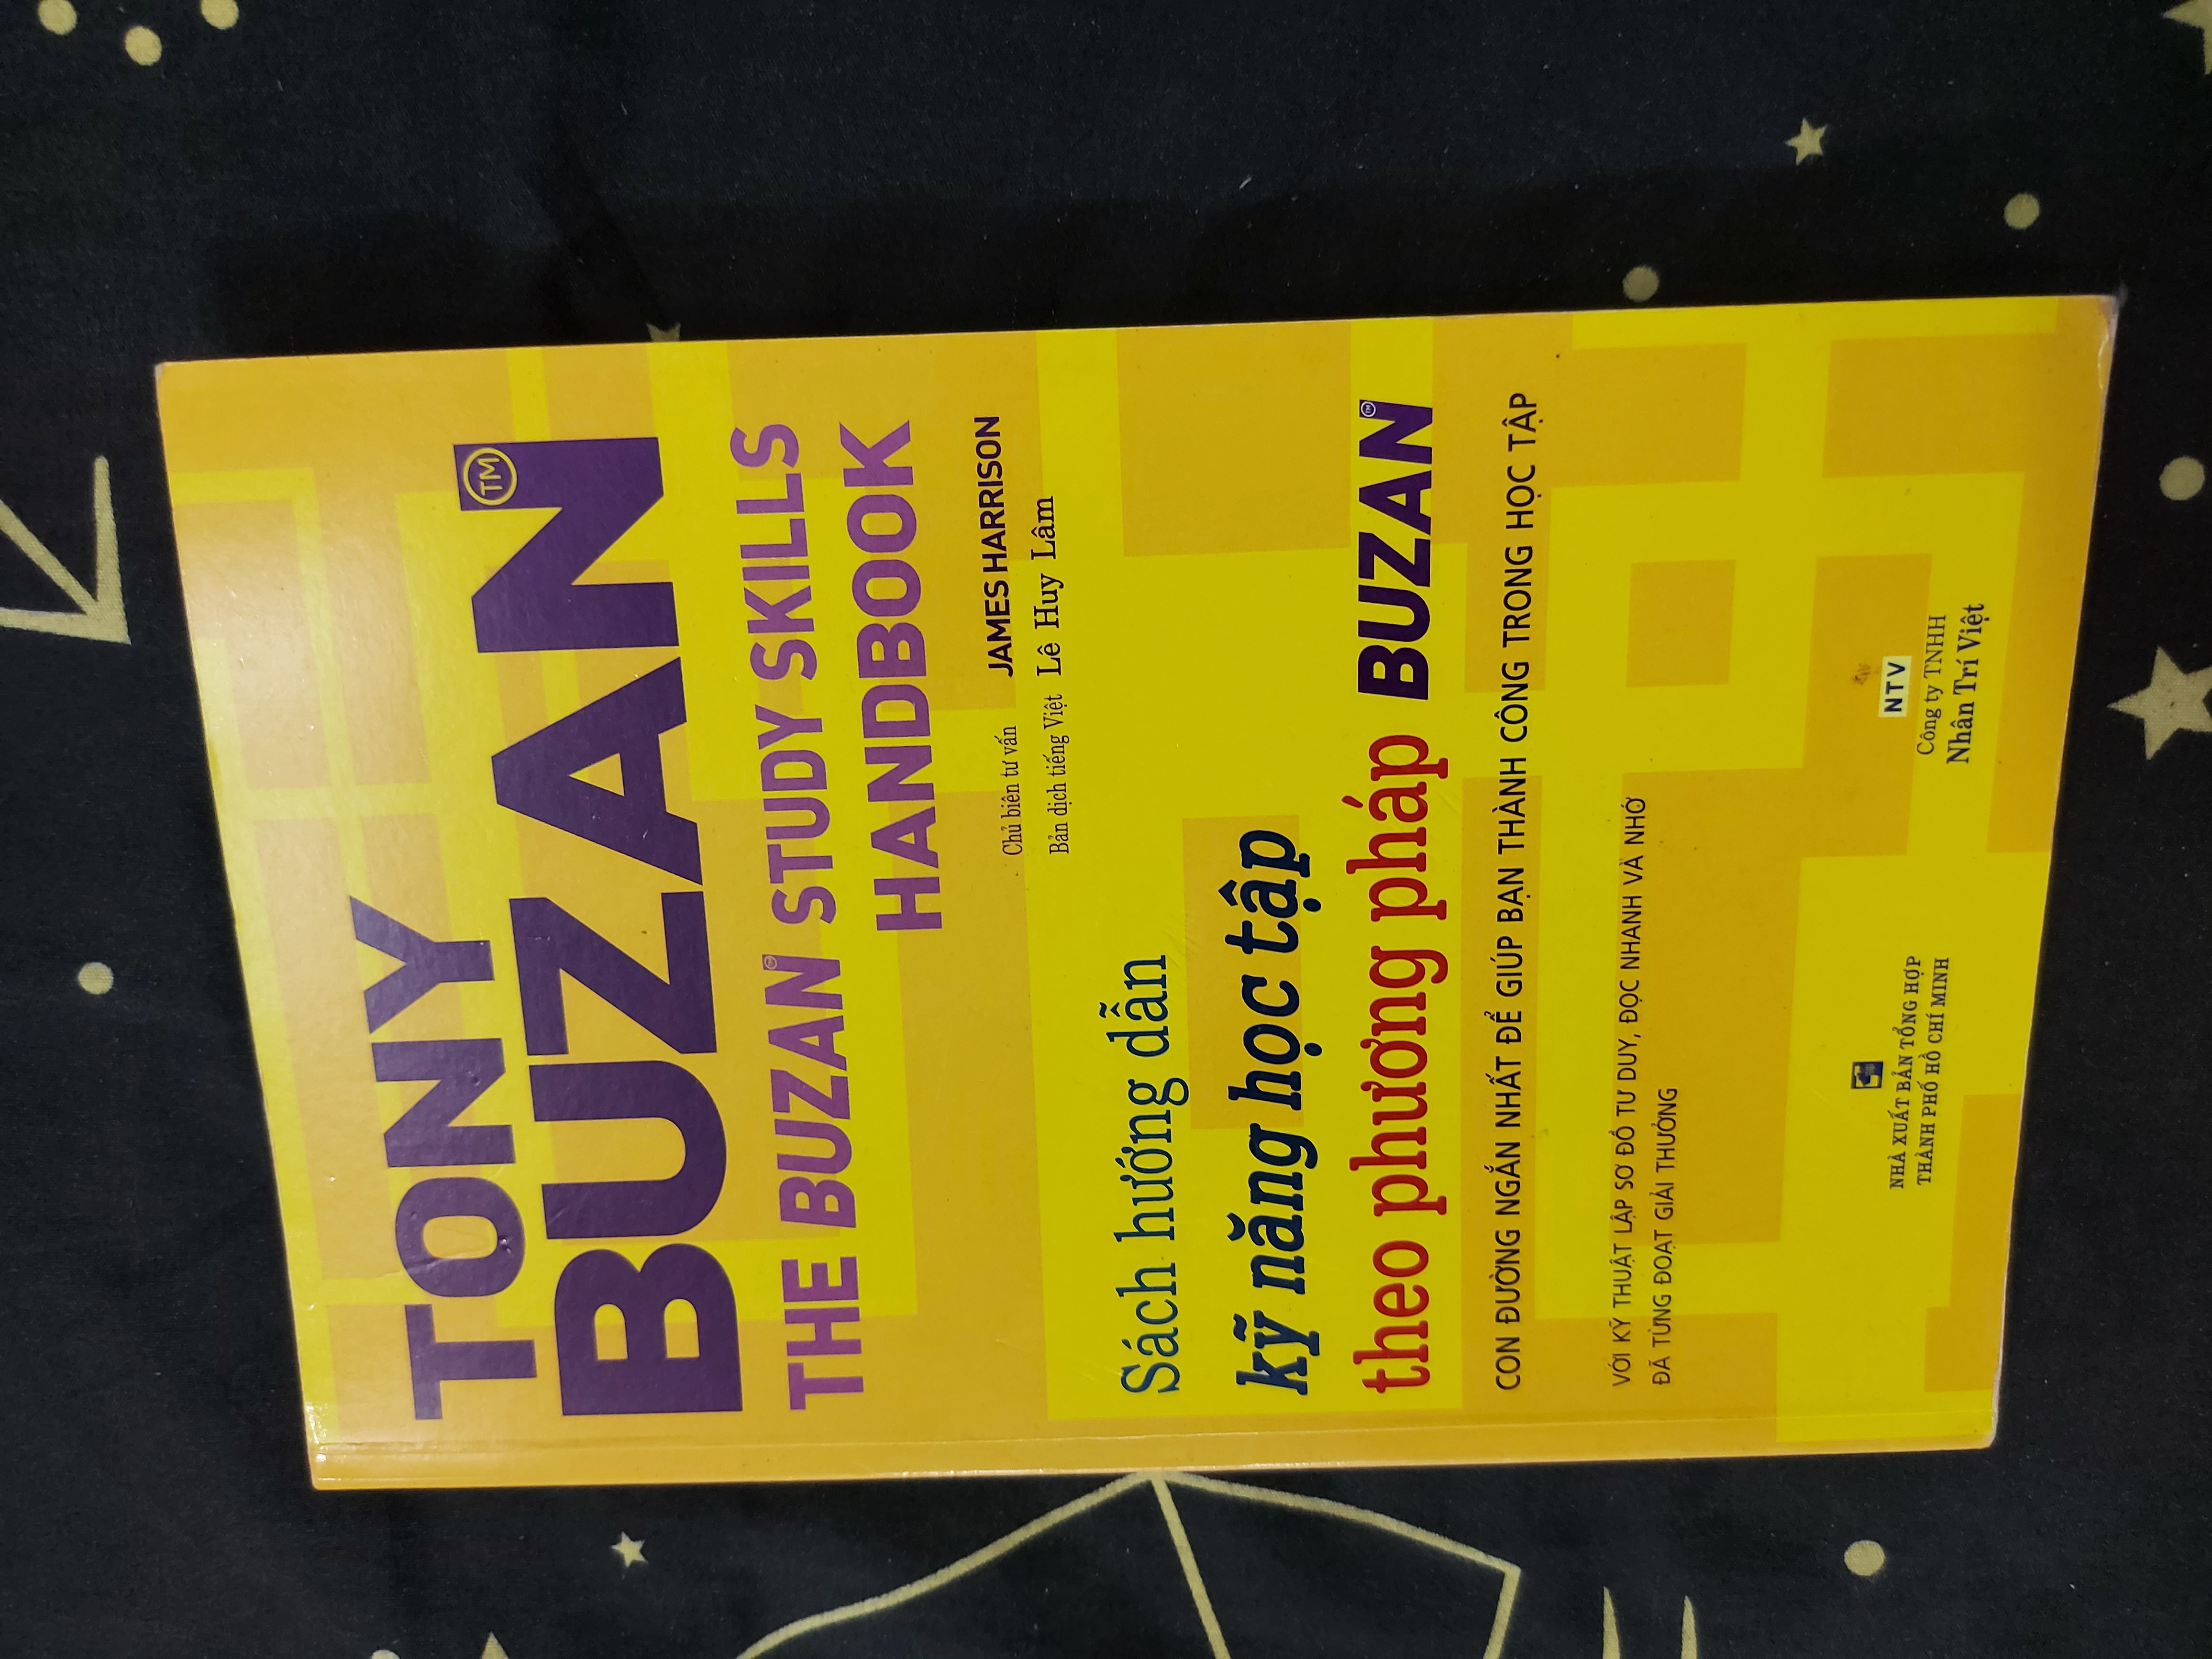 TONY
BUZAN™
THE BUZAN™ STUDY SKILLS
HANDBOOK
Chủ biên tư vấn JAMES HARRISON
Bản dịch tiếng Việt Lê Huy Lâm
Sách hướng dẫn
kỹ năng học tập
theo phương pháp BUZAN™
CON ĐƯỜNG NGẮN NHẤT ĐỂ GIÚP BẠN THÀNH CÔNG TRONG HỌC TẬP
VỚI KỸ THUẬT LẬP SƠ ĐỒ TƯ DUY, ĐỌC NHANH VÀ NHỚ
ĐÃ TỪNG ĐOẠT GIẢI THƯỞNG
NHÀ XUẤT BẢN TỔNG HỢP
THÀNH PHỐ HỒ CHÍ MINH
NTV
Công ty TNHH
Nhân Trí Việt